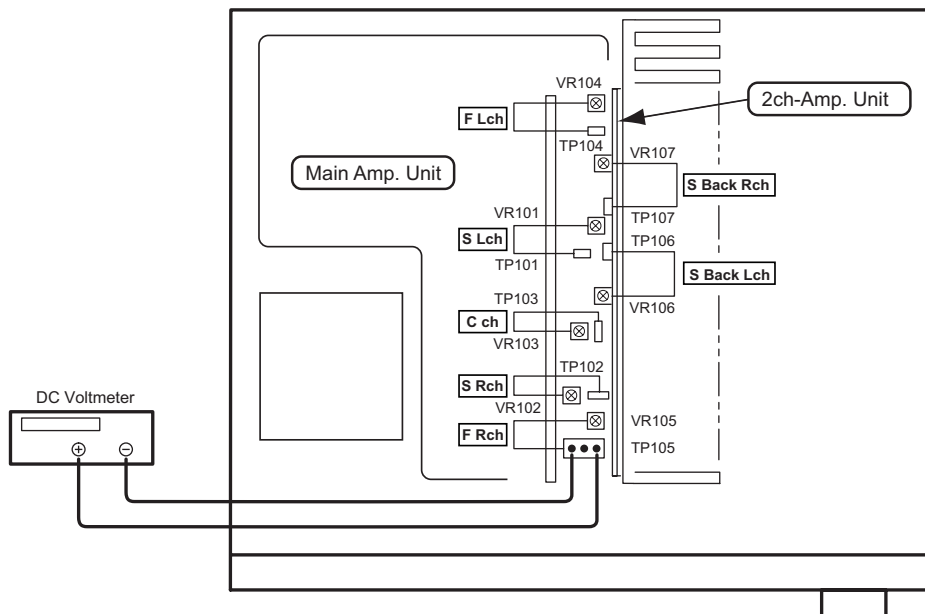 VR104
2ch-Amp. Unit
F Lch
TP104
VR107
Main Amp. Unit
S Back Rch
VR101
TP107
S Lch
TP106
TP101
S Back Lch
TP103
VR106
C ch
VR103
TP102
S Rch
DC Voltmeter
VR102
VR105
F Rch
TP105
+
−